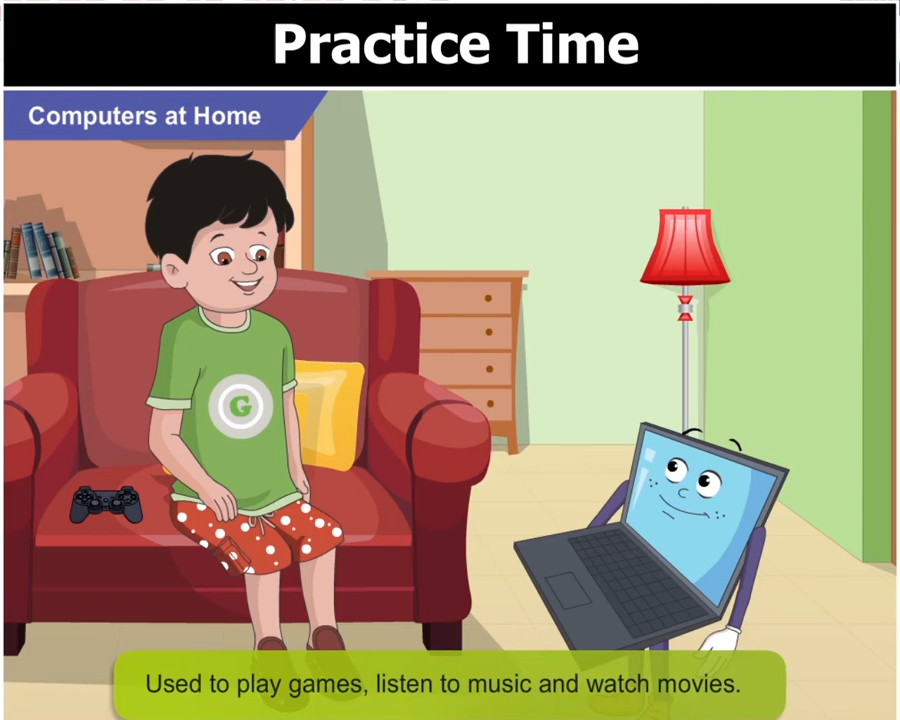 Practice Time
Computers at Home
G
Used to play games, listen to music and watch movies.